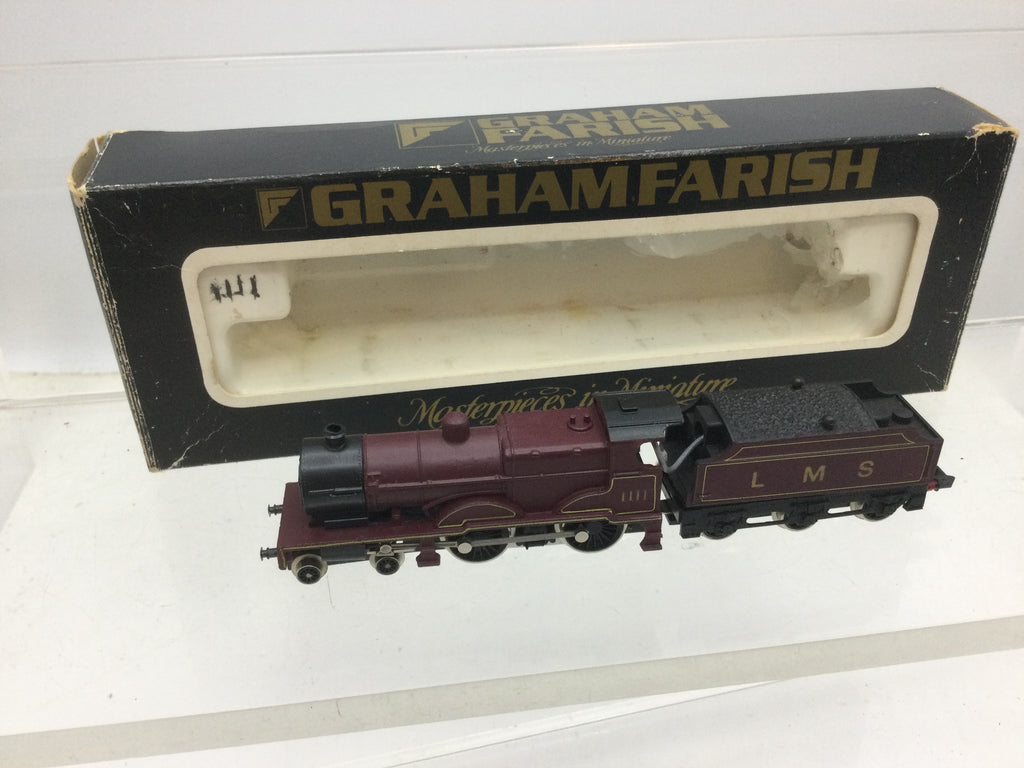 GRAHAM
FARISH
Masterpieces in Miniature
GRAHAM FARISH
1111
Masterpieces in Miniature
1111
L M S